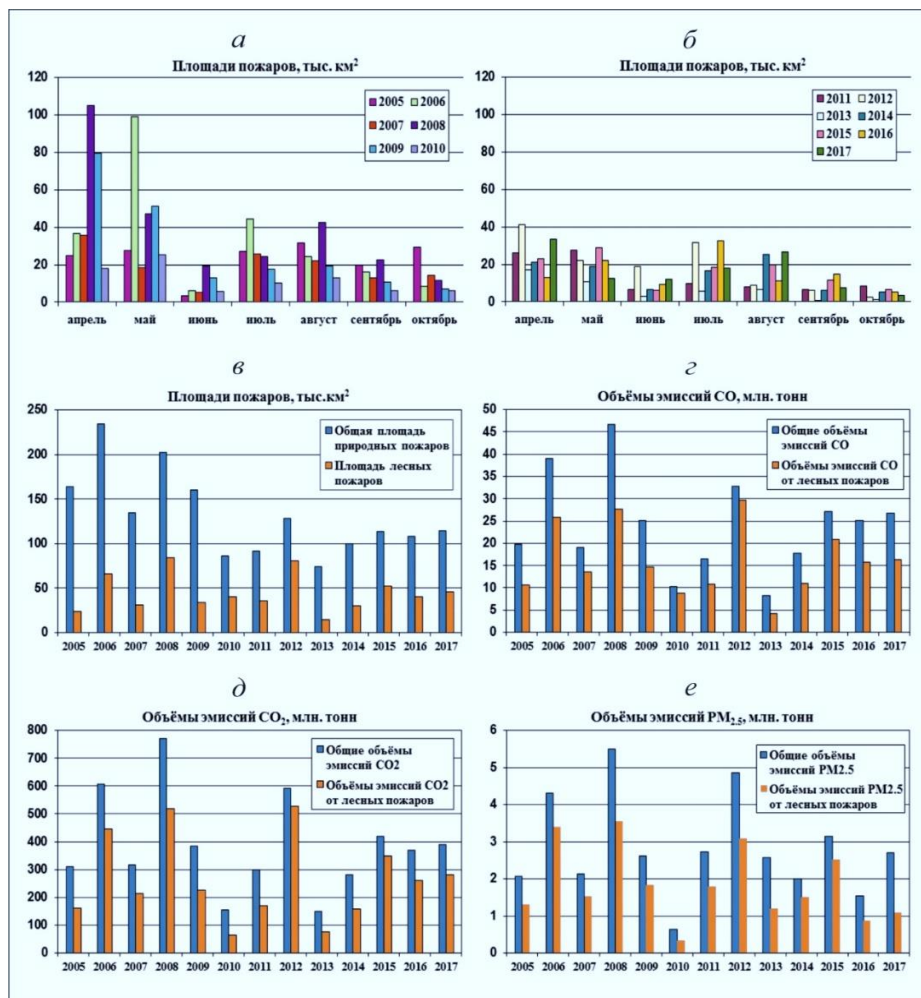 а
Площади пожаров, тыс. км²
120
100
80
60
40
20
0
2005 2006
2007 2008
2009 2010
апрель май июнь июль август сентябрь октябрь
б
Площади пожаров, тыс. км²
120
100
80
60
40
20
0
2011 2012
2013 2014
2015 2016
2017
апрель май июнь июль август сентябрь октябрь
в
Площади пожаров, тыс.км²
250
200
150
100
50
0
Общая площадь
природных пожаров
Площадь лесных
пожаров
2005 2006 2007 2008 2009 2010 2011 2012 2013 2014 2015 2016 2017
г
Объёмы эмиссий CO, млн. тонн
50
45
40
35
30
25
20
15
10
5
0
Общие объёмы
эмиссий CO
Объёмы эмиссий CO
от лесных пожаров
2005 2006 2007 2008 2009 2010 2011 2012 2013 2014 2015 2016 2017
д
Объёмы эмиссий CO₂, млн. тонн
800
700
600
500
400
300
200
100
0
Общие объёмы
эмиссий CO2
Объёмы эмиссий CO2
от лесных пожаров
2005 2006 2007 2008 2009 2010 2011 2012 2013 2014 2015 2016 2017
е
Объёмы эмиссий PM₂.₅, млн. тонн
6
5
4
3
2
1
0
Общие объёмы
эмиссий PM2.5
Объёмы эмиссий PM2.5
от лесных пожаров
2005 2006 2007 2008 2009 2010 2011 2012 2013 2014 2015 2016 2017